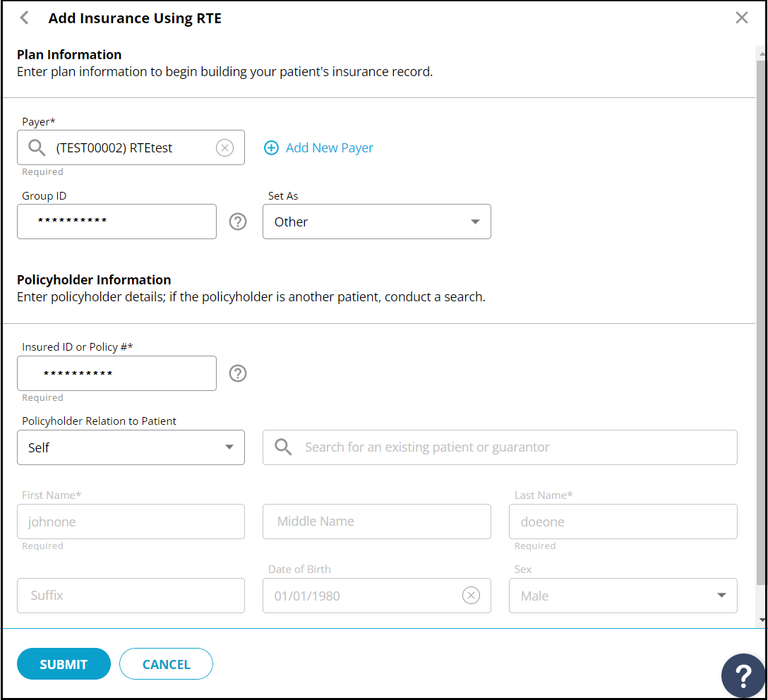 Add Insurance Using RTE
Plan Information
Enter plan information to begin building your patient's insurance record.
Payer*
(TEST00002) RTEtest
Add New Payer
Required
Group ID
Set As
**********
?
Other
Policyholder Information
Enter policyholder details; if the policyholder is another patient, conduct a search.
Insured ID or Policy #*
**********
?
Required
Policyholder Relation to Patient
Self
Search for an existing patient or guarantor
First Name*
Last Name*
johnone
Middle Name
doeone
Required
Required
Date of Birth
Sex
Suffix
01/01/1980
Male
SUBMIT
CANCEL
?